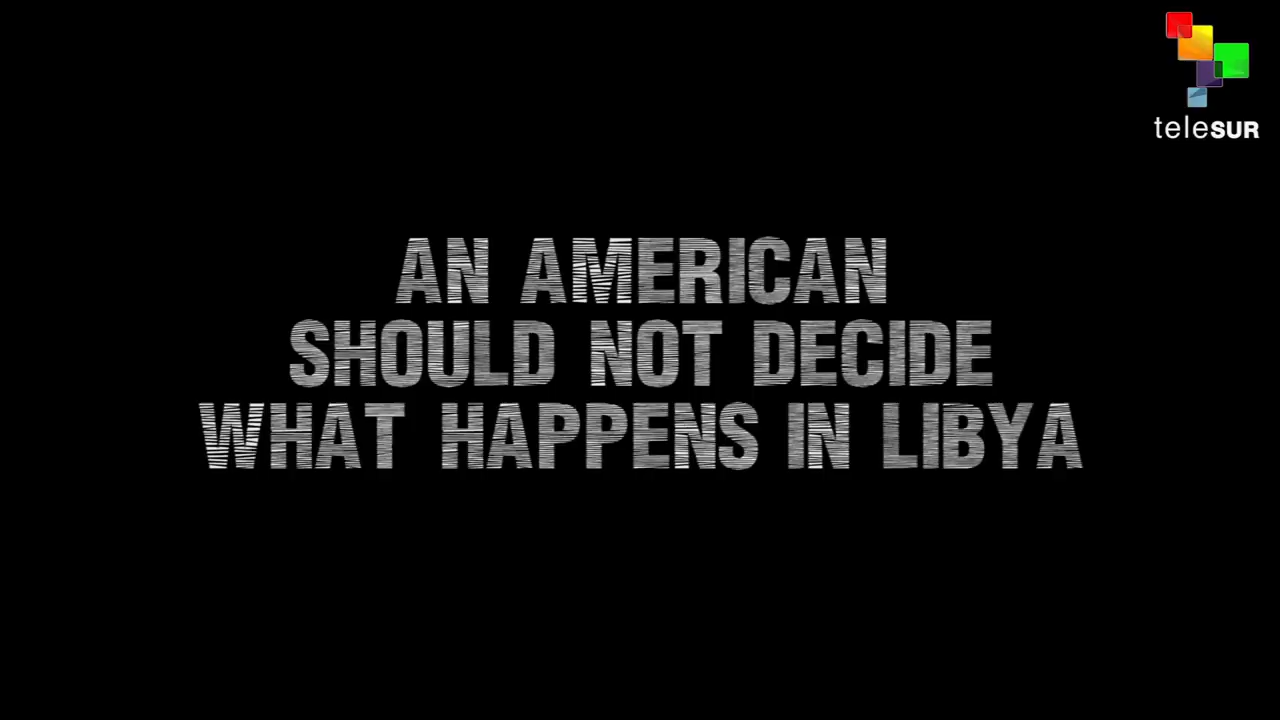 teleSUR
AN AMERICAN
SHOULD NOT DECIDE
WHAT HAPPENS IN LIBYA